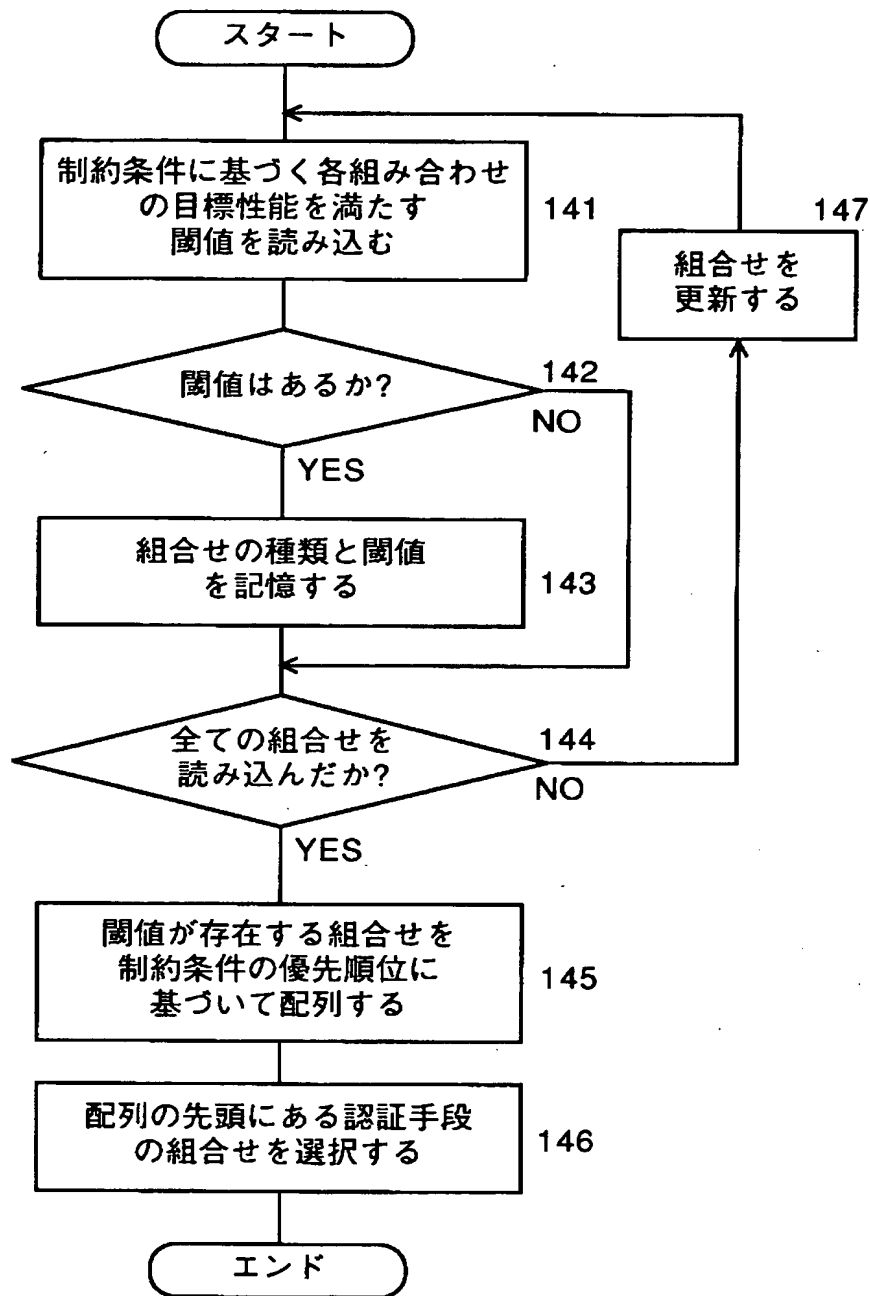 スタート
制約条件に基づく各組み合わせ
の目標性能を満たす
閾値を読み込む
141
147
組合せを
更新する
閾値はあるか?
142
NO
YES
組合せの種類と閾値
を記憶する
143
全ての組合せを
読み込んだか?
144
NO
YES
閾値が存在する組合せを
制約条件の優先順位に
基づいて配列する
145
配列の先頭にある認証手段
の組合せを選択する
146
エンド